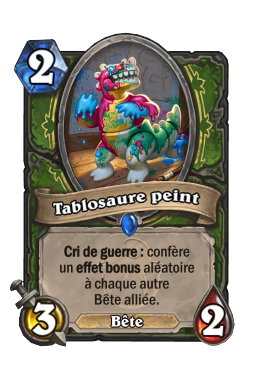 2
Tablosaure peint
Cri de guerre : confère
un effet bonus aléatoire
à chaque autre
Bête alliée.
3
Bête
2